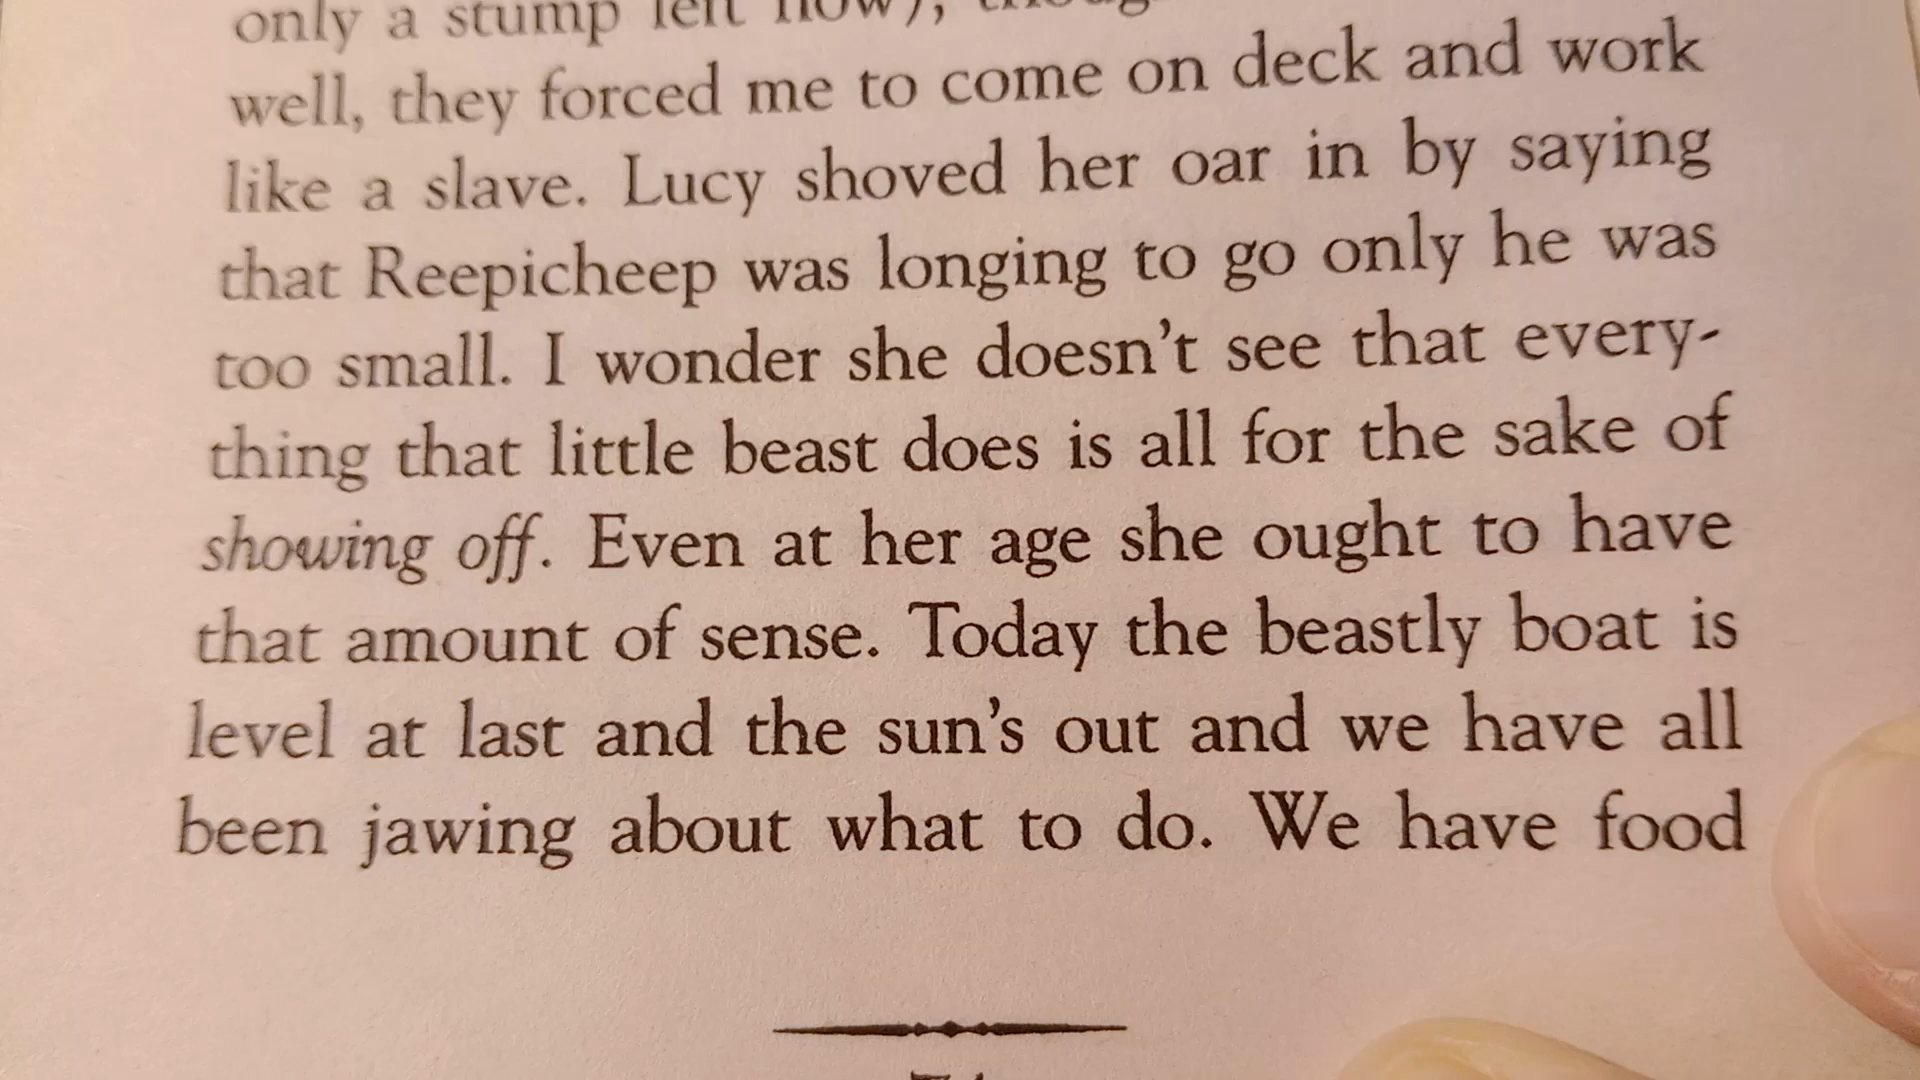 only a stump left now),
well, they forced me to come on deck and work
like a slave. Lucy shoved her oar in by saying
that Reepicheep was longing to go only he was
too small. I wonder she doesn't see that every-
thing that little beast does is all for the sake of
showing off. Even at her age she ought to have
that amount of sense. Today the beastly boat is
level at last and the sun's out and we have all
been jawing about what to do. We have food